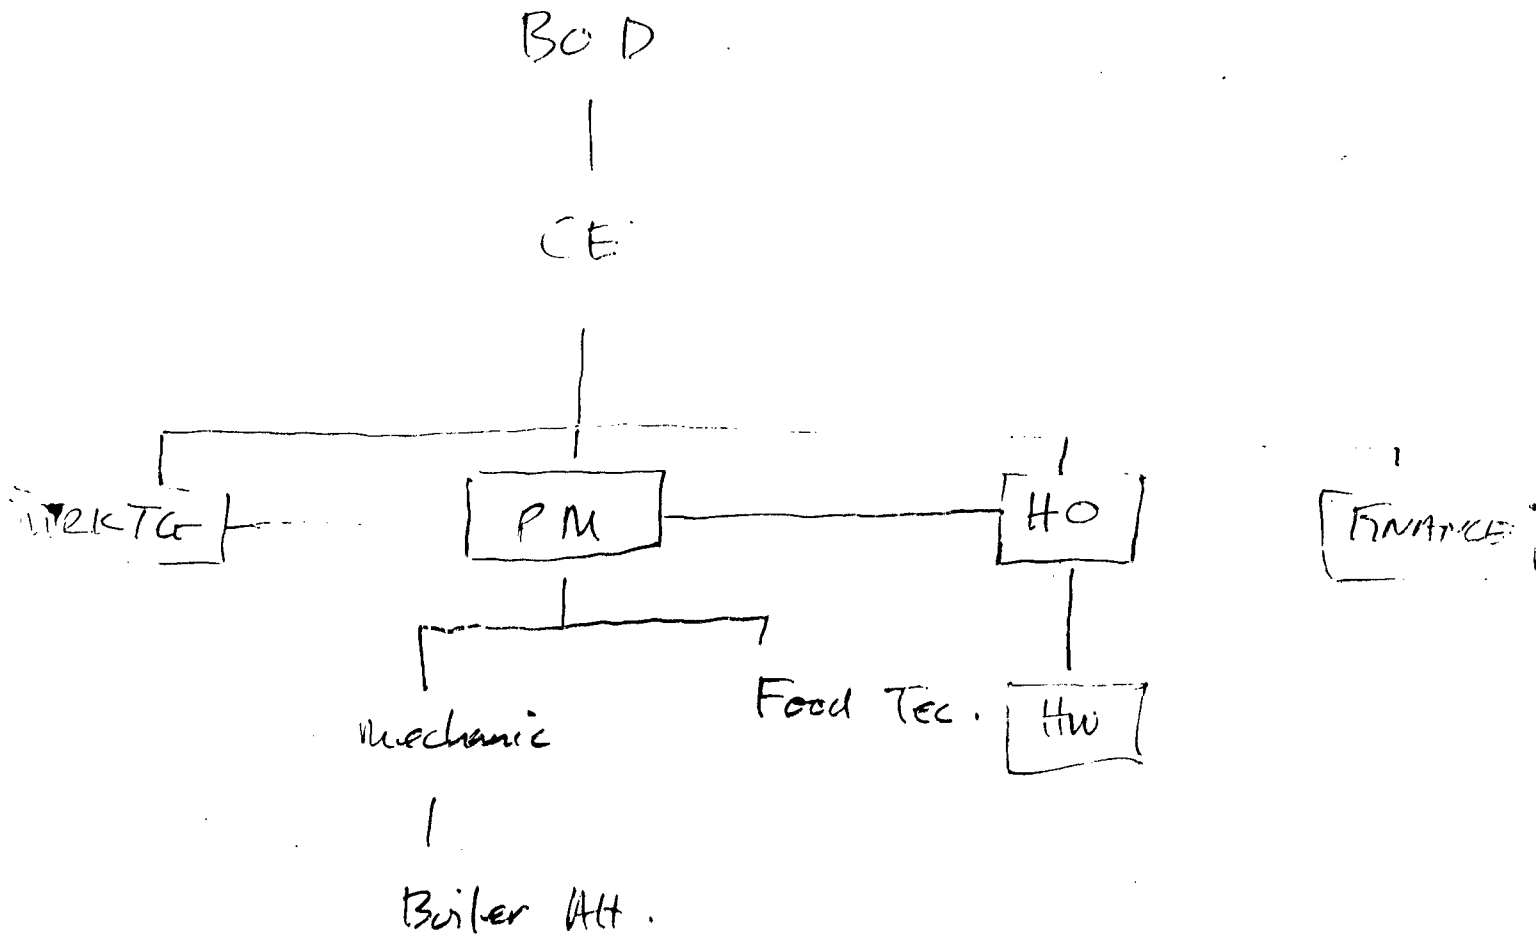 BOD
CE
MRKTG PM HO FINANCE
Mechanic Food Tec. HW
Boiler Att.